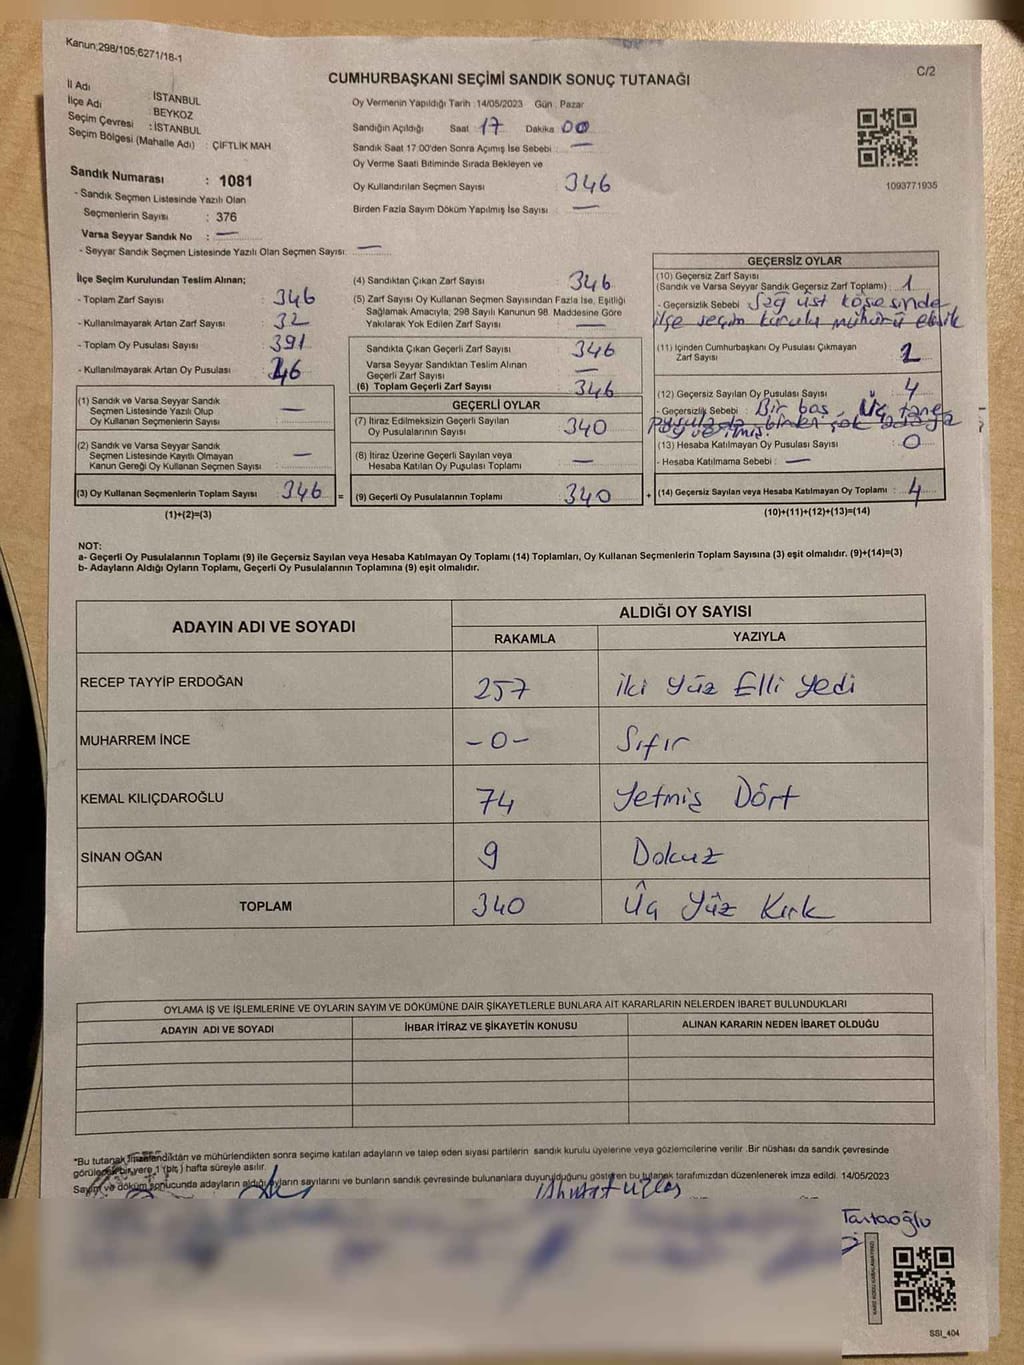 Kanun;298/105;6271/18-1
C/2
CUMHURBAŞKANI SEÇİMİ SANDIK SONUÇ TUTANAĞI
İl Adı : İSTANBUL
İlçe Adı : BEYKOZ
Seçim Çevresi : İSTANBUL
Seçim Bölgesi (Mahalle Adı) : ÇİFTLİK MAH
Sandık Numarası : 1081
- Sandık Seçmen Listesinde Yazılı Olan
Seçmenlerin Sayısı : 376
Varsa Seyyar Sandık No : —
- Seyyar Sandık Seçmen Listesinde Yazılı Olan Seçmen Sayısı: —
Oy Vermenin Yapıldığı Tarih : 14/05/2023 Gün : Pazar
Sandığın Açıldığı Saat : 17 Dakika : 00
Sandık Saat 17:00'den Sonra Açımış İse Sebebi : —
Oy Verme Saati Bitiminde Sırada Bekleyen ve
Oy Kullandırılan Seçmen Sayısı : 346
Birden Fazla Sayım Döküm Yapılmış İse Sayısı : —
1093771935
İlçe Seçim Kurulundan Teslim Alınan;
- Toplam Zarf Sayısı : 346
- Kullanılmayarak Artan Zarf Sayısı : 32
- Toplam Oy Pusulası Sayısı : 391
- Kullanılmayarak Artan Oy Pusulası : 46
(1) Sandık ve Varsa Seyyar Sandık
Seçmen Listesinde Yazılı Olup
Oy Kullanan Seçmenlerin Sayısı : —
(2) Sandık ve Varsa Seyyar Sandık
Seçmen Listesinde Kayıtlı Olmayan
Kanun Gereği Oy Kullanan Seçmen Sayısı : —
(3) Oy Kullanan Seçmenlerin Toplam Sayısı : 346 =
(1)+(2)=(3)
(4) Sandıktan Çıkan Zarf Sayısı : 346
(5) Zarf Sayısı Oy Kullanan Seçmen Sayısından Fazla İse, Eşitliği
Sağlamak Amacıyla, 298 Sayılı Kanunun 98. Maddesine Göre
Yakılarak Yok Edilen Zarf Sayısı : —
Sandıkta Çıkan Geçerli Zarf Sayısı : 346
Varsa Seyyar Sandıktan Teslim Alınan
Geçerli Zarf Sayısı : —
(6) Toplam Geçerli Zarf Sayısı : 346
GEÇERLİ OYLAR
(7) İtiraz Edilmeksizin Geçerli Sayılan
Oy Pusulalarının Sayısı : 340
(8) İtiraz Üzerine Geçerli Sayılan veya
Hesaba Katılan Oy Pusulası Toplamı : —
(9) Geçerli Oy Pusulalarının Toplamı : 340 +
GEÇERSİZ OYLAR
(10) Geçersiz Zarf Sayısı
(Sandık ve Varsa Seyyar Sandık Geçersiz Zarf Toplamı) : 1
- Geçersizlik Sebebi : Sağ üst köşesinde
ilçe seçim kurulu mühürü eksik
(11) İçinden Cumhurbaşkanı Oy Pusulası Çıkmayan
Zarf Sayısı
(12) Geçersiz Sayılan Oy Pusulası Sayısı : 4
- Geçersizlik Sebebi : Bir boş Üç tane
(13) Hesaba Katılmayan Oy Pusulası Sayısı : 0
- Hesaba Katılmama Sebebi : —
(14) Geçersiz Sayılan veya Hesaba Katılmayan Oy Toplamı : 4
(10)+(11)+(12)+(13)=(14)
NOT:
a- Geçerli Oy Pusulalarının Toplamı (9) ile Geçersiz Sayılan veya Hesaba Katılmayan Oy Toplamı (14) Toplamları, Oy Kullanan Seçmenlerin Toplam Sayısına (3) eşit olmalıdır. (9)+(14)=(3)
b- Adayların Aldığı Oyların Toplamı, Geçerli Oy Pusulalarının Toplamına (9) eşit olmalıdır.
ADAYIN ADI VE SOYADI ALDIĞI OY SAYISI
RAKAMLA YAZIYLA
RECEP TAYYİP ERDOĞAN 257 İki Yüz Elli Yedi
MUHARREM İNCE -0- Sıfır
KEMAL KILIÇDAROĞLU 74 Yetmiş Dört
SİNAN OĞAN 9 Dokuz
TOPLAM 340 Üç Yüz Kırk
OYLAMA İŞ VE İŞLEMLERİNE VE OYLARIN SAYIM VE DÖKÜMÜNE DAİR ŞİKAYETLERLE BUNLARA AİT KARARLARIN NELERDEN İBARET BULUNDUKLARI
ADAYIN ADI VE SOYADI İHBAR İTİRAZ VE ŞİKAYETİN KONUSU ALINAN KARARIN NEDEN İBARET OLDUĞU
*Bu tutanak imzalandıktan ve mühürlendikten sonra seçime katılan adayların ve talep eden siyasi partilerin sandık kurulu üyelerine veya gözlemcilerine verilir .Bir nüshası da sandık çevresinde
görülecek bir yere 1 (bir) hafta süreyle asılır.
Sayım ve döküm sonucunda adayların aldığı oyların sayılarını ve bunların sandık çevresinde bulunanlara duyurulduğunu gösteren bu tutanak tarafımızdan düzenlenerek imza edildi. 14/05/2023
SSI_404